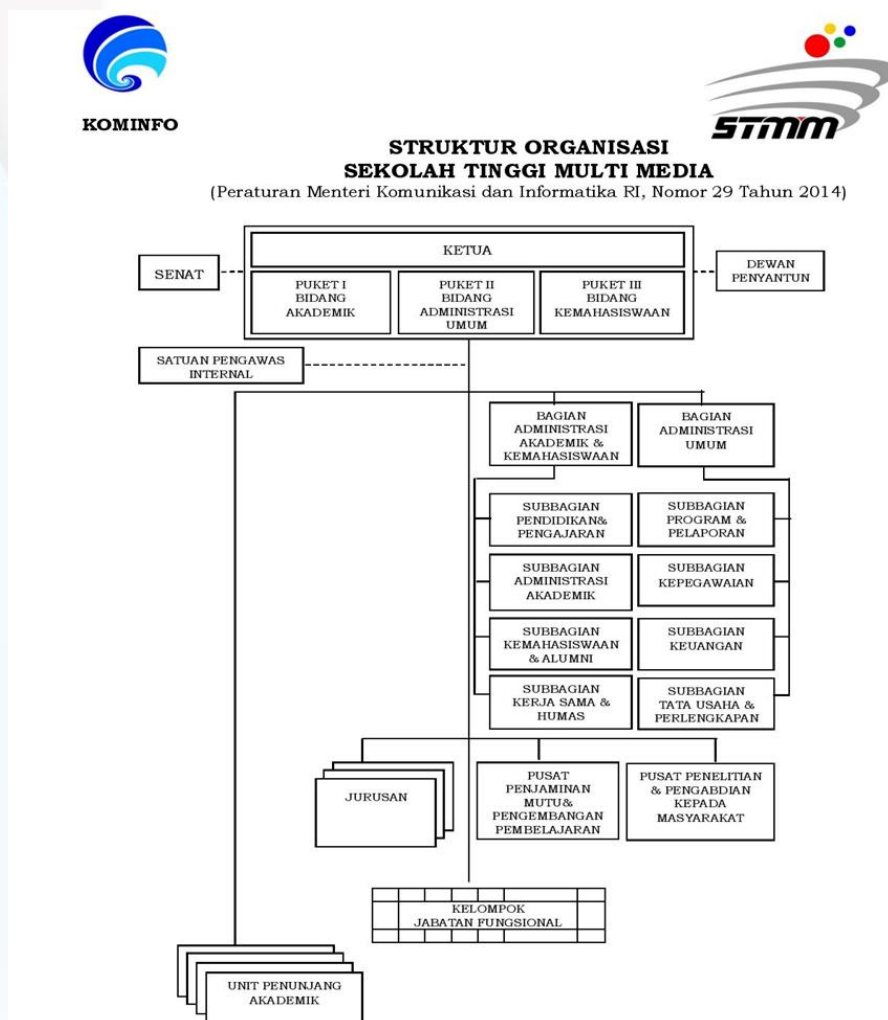 KOMINFO
STMM
STRUKTUR ORGANISASI
SEKOLAH TINGGI MULTI MEDIA
(Peraturan Menteri Komunikasi dan Informatika RI, Nomor 29 Tahun 2014)
KETUA
SENAT
DEWAN
PENYANTUN
PUKET I
BIDANG
AKADEMIK
PUKET II
BIDANG
ADMINISTRASI
UMUM
PUKET III
BIDANG
KEMAHASISWAAN
SATUAN PENGAWAS
INTERNAL
BAGIAN
ADMINISTRASI
AKADEMIK &
KEMAHASISWAAN
BAGIAN
ADMINISTRASI
UMUM
SUBBAGIAN
PENDIDIKAN&
PENGAJARAN
SUBBAGIAN
PROGRAM &
PELAPORAN
SUBBAGIAN
ADMINISTRASI
AKADEMIK
SUBBAGIAN
KEPEGAWAIAN
SUBBAGIAN
KEMAHASISWAAN
& ALUMNI
SUBBAGIAN
KEUANGAN
SUBBAGIAN
KERJA SAMA &
HUMAS
SUBBAGIAN
TATA USAHA &
PERLENGKAPAN
JURUSAN
PUSAT
PENJAMINAN
MUTU&
PENGEMBANGAN
PEMBELAJARAN
PUSAT PENELITIAN
& PENGABDIAN
KEPADA
MASYARAKAT
KELOMPOK
JABATAN FUNGSIONAL
UNIT PENUNJANG
AKADEMIK